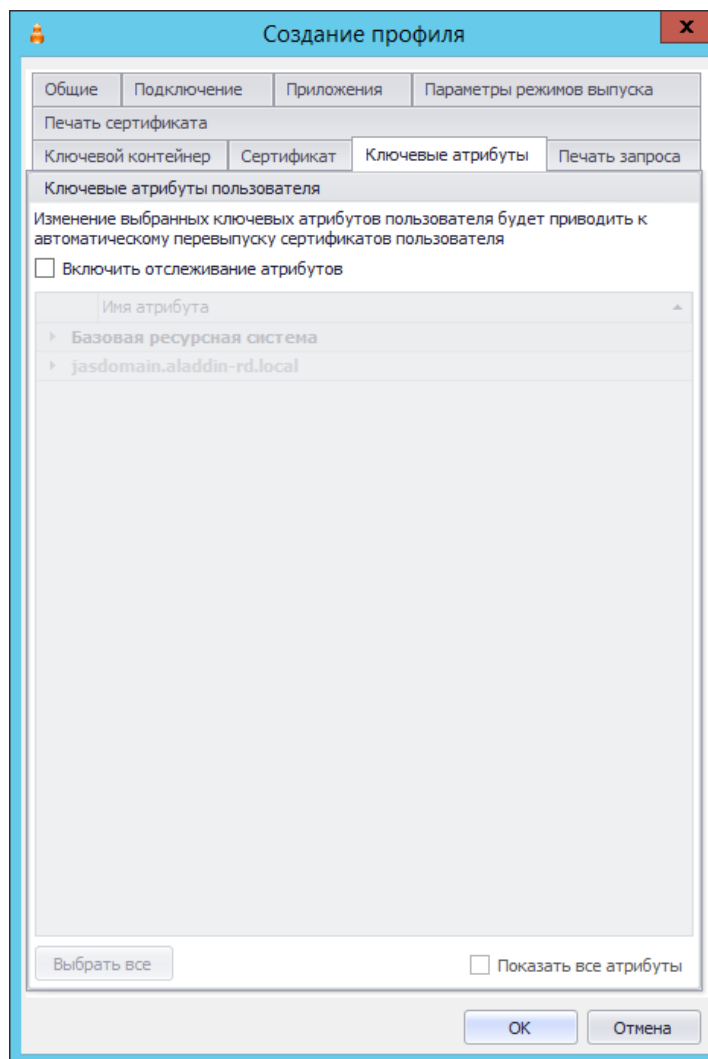 Создание профиля
x
Общие
Подключение
Приложения
Параметры режимов выпуска
Печать сертификата
Ключевой контейнер
Сертификат
Ключевые атрибуты
Печать запроса
Ключевые атрибуты пользователя
Изменение выбранных ключевых атрибутов пользователя будет приводить к
автоматическому перевыпуску сертификатов пользователя
Включить отслеживание атрибутов
Имя атрибута
Базовая ресурсная система
jasdomain.aladdin-rd.local
Выбрать все
Показать все атрибуты
OK
Отмена